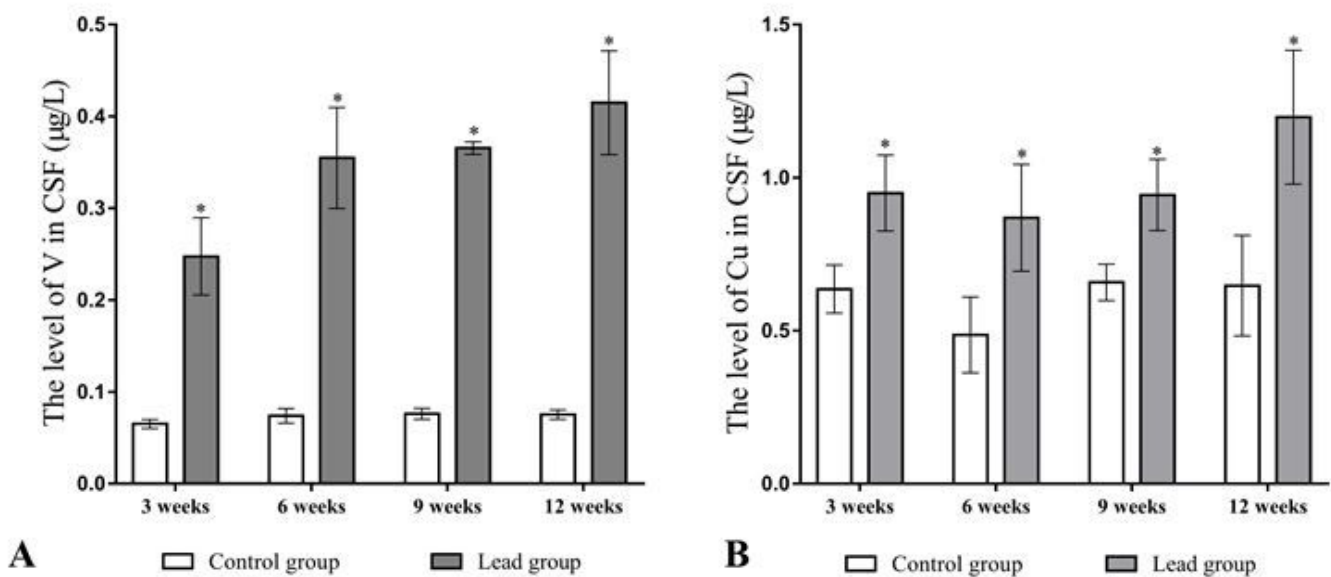 The level of V in CSF (μg/L)
0.5
0.4
0.3
0.2
0.1
0.0
*
*
*
*
3 weeks 6 weeks 9 weeks 12 weeks
A
Control group Lead group
The level of Cu in CSF (μg/L)
1.5
1.0
0.5
0.0
*
*
*
*
3 weeks 6 weeks 9 weeks 12 weeks
B
Control group Lead group